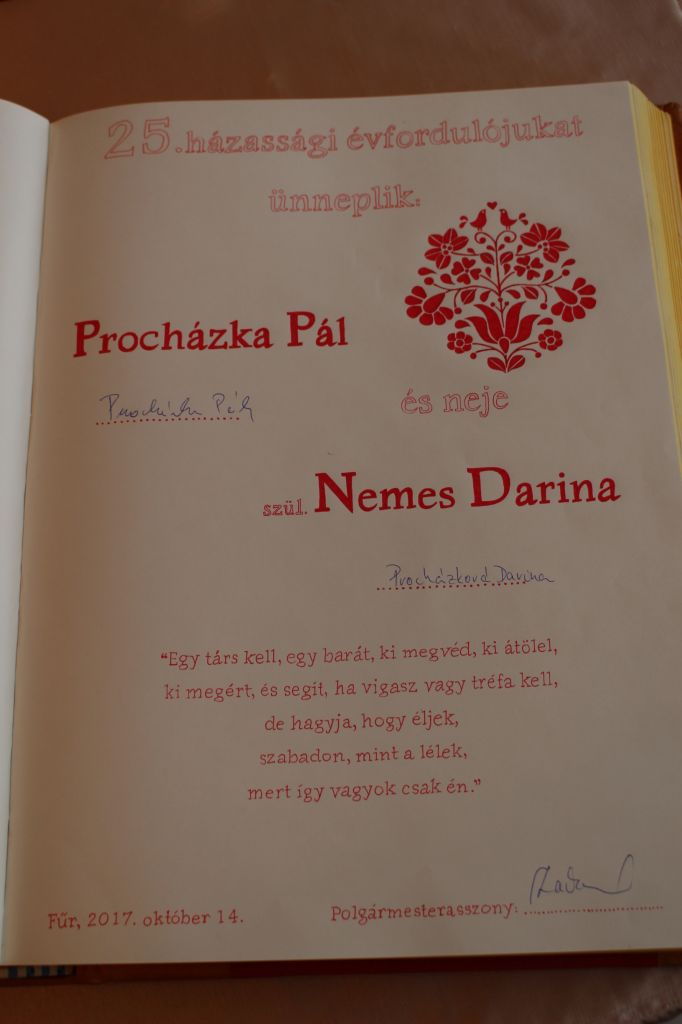 25. házassági évfordulójukat
ünneplik:
Procházka Pál
Procházka Pál
és neje
szül. Nemes Darina
Procházková Darina
“Egy társ kell, egy barát, ki megvéd, ki átölel,
ki megért, és segít, ha vigasz vagy tréfa kell,
de hagyja, hogy éljek,
szabadon, mint a lélek,
mert így vagyok csak én.”
Fűr, 2017. október 14.
Polgármesterasszony: